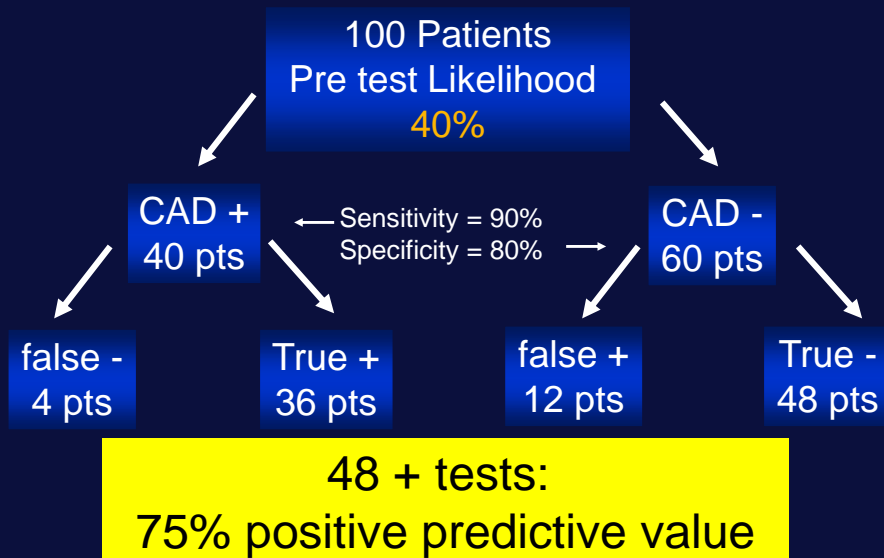 100 Patients
Pre test Likelihood
40%
CAD +
40 pts
Sensitivity = 90%
Specificity = 80%
CAD -
60 pts
false -
4 pts
True +
36 pts
false +
12 pts
True -
48 pts
48 + tests:
75% positive predictive value